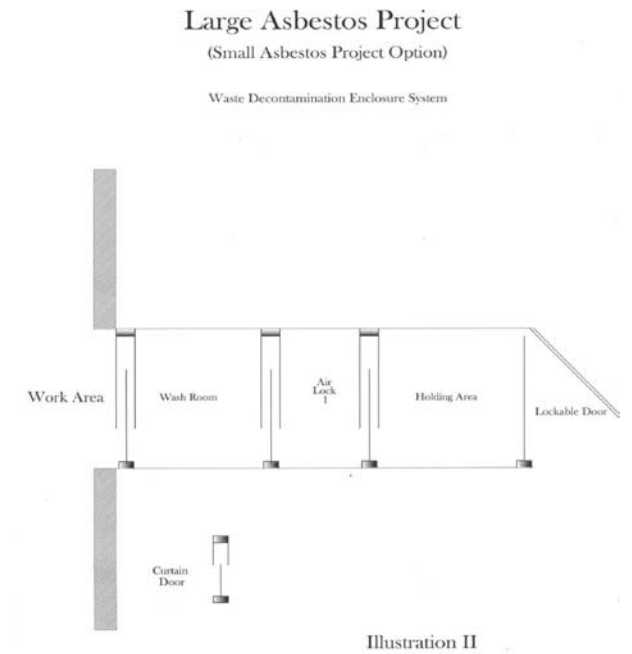 Large Asbestos Project
(Small Asbestos Project Option)
Waste Decontamination Enclosure System
Work Area
Wash Room
Air
Lock
I
Holding Area
Lockable Door
Curtain
Door
Illustration II